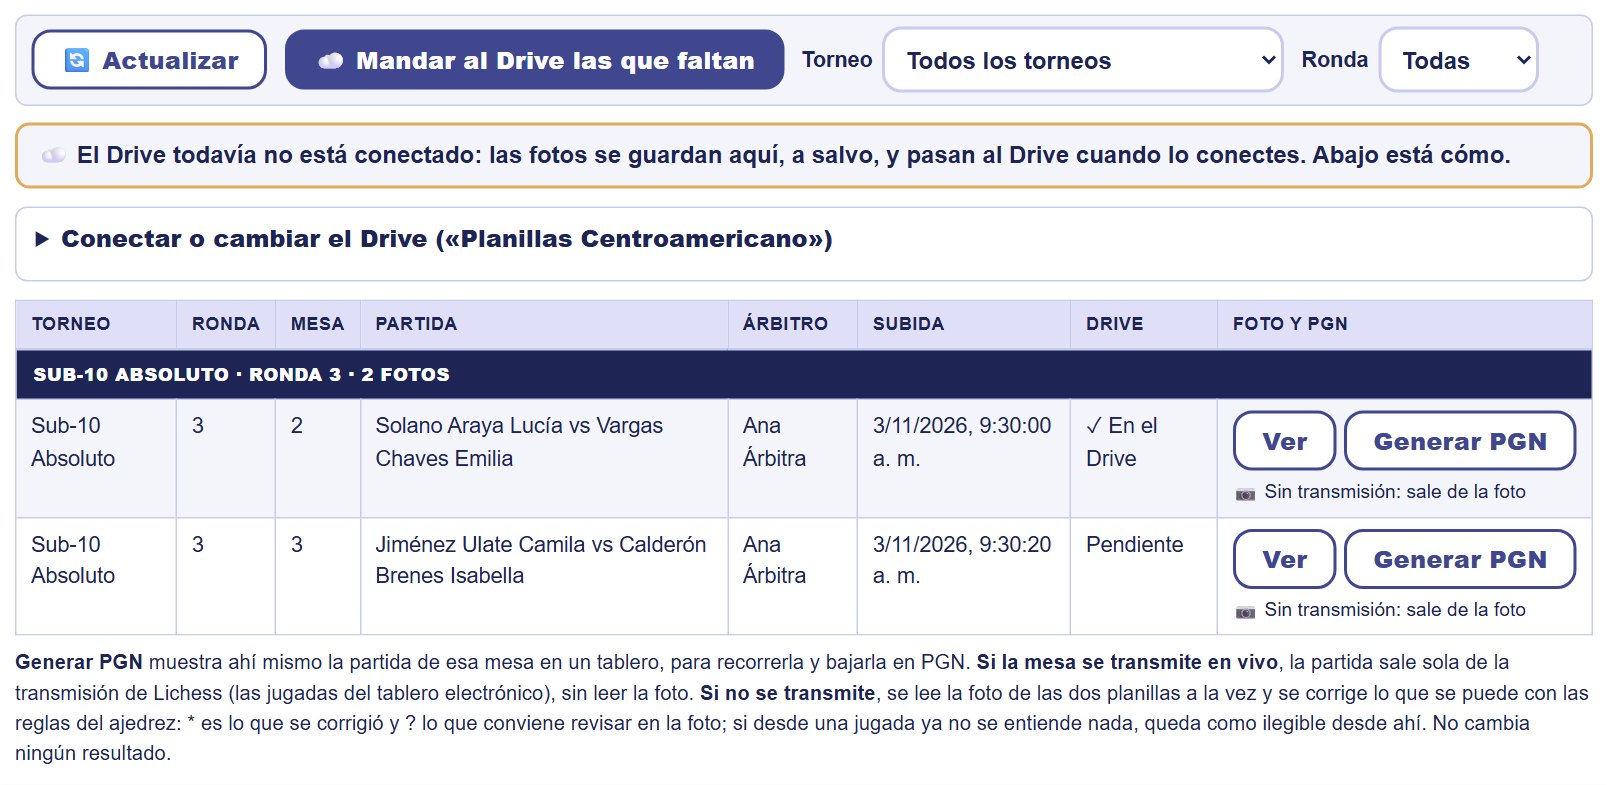 Actualizar
Mandar al Drive las que faltan
Torneo
Todos los torneos
Ronda
Todas
El Drive todavía no está conectado: las fotos se guardan aquí, a salvo, y pasan al Drive cuando lo conectes. Abajo está cómo.
Conectar o cambiar el Drive («Planillas Centroamericano»)
TORNEO RONDA MESA PARTIDA ÁRBITRO SUBIDA DRIVE FOTO Y PGN
SUB-10 ABSOLUTO · RONDA 3 · 2 FOTOS
Sub-10 Absoluto
3
2
Solano Araya Lucía vs Vargas
Chaves Emilia
Ana
Árbitra
3/11/2026, 9:30:00
a. m.
✓ En el
Drive
Ver
Generar PGN
Sin transmisión: sale de la foto
Sub-10
Absoluto
3
3
Jiménez Ulate Camila vs Calderón
Brenes Isabella
Ana
Árbitra
3/11/2026, 9:30:20
a. m.
Pendiente
Ver
Generar PGN
Sin transmisión: sale de la foto
Generar PGN muestra ahí mismo la partida de esa mesa en un tablero, para recorrerla y bajarla en PGN. Si la mesa se transmite en vivo, la partida sale sola de la
transmisión de Lichess (las jugadas del tablero electrónico), sin leer la foto. Si no se transmite, se lee la foto de las dos planillas a la vez y se corrige lo que se puede con las
reglas del ajedrez: * es lo que se corrigió y ? lo que conviene revisar en la foto; si desde una jugada ya no se entiende nada, queda como ilegible desde ahí. No cambia
ningún resultado.